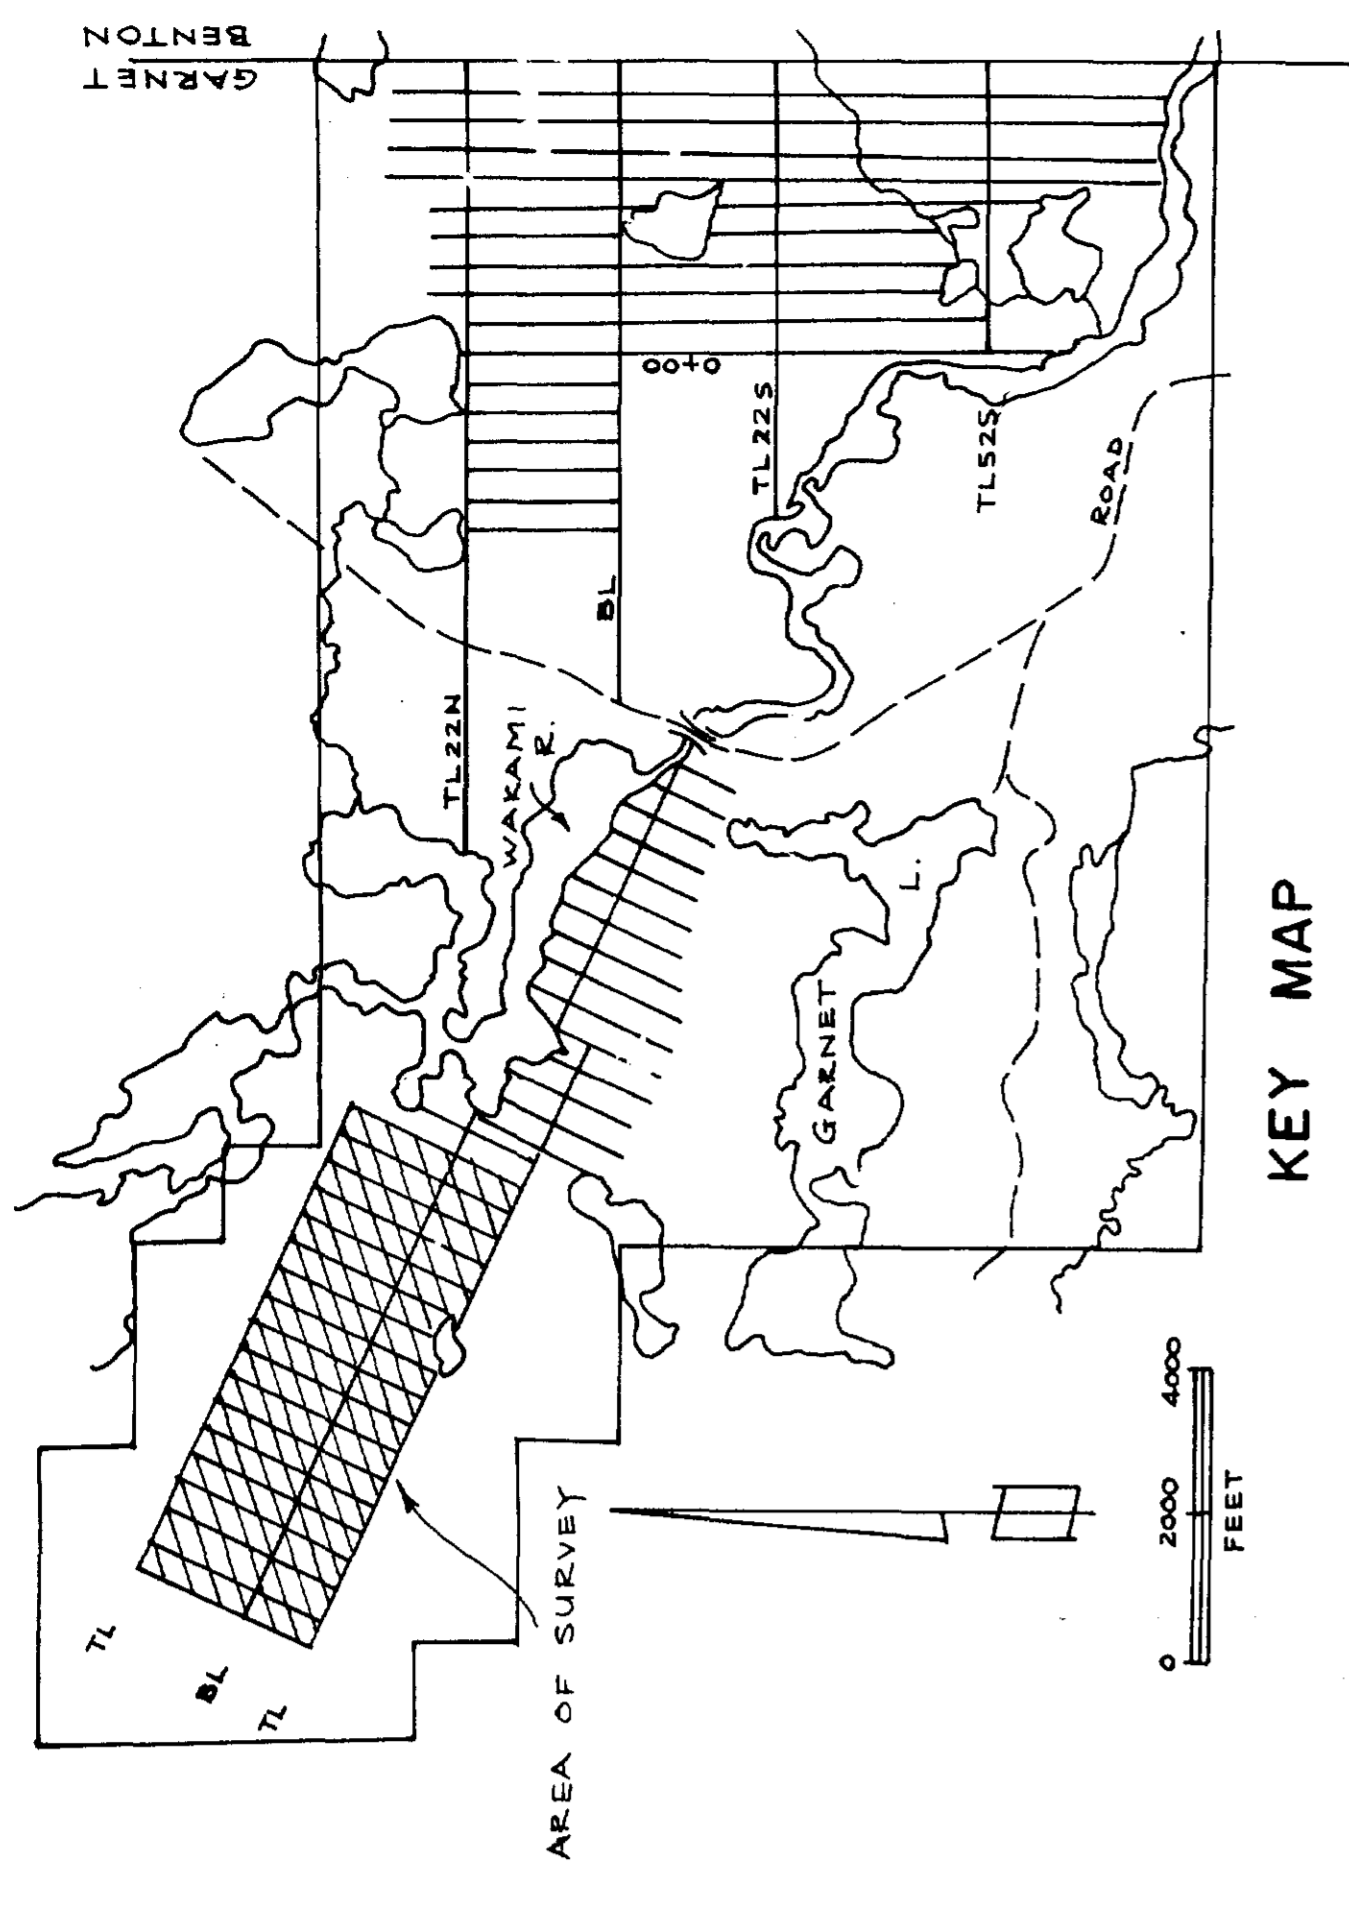 BENTON
GARNET
0+00
TL22S
TL52S
ROAD
BL
TL22N
WAKAMI
R.
L.
GARNET
KEY MAP
TL
BL
TL
AREA OF SURVEY
0 2000 4000
FEET